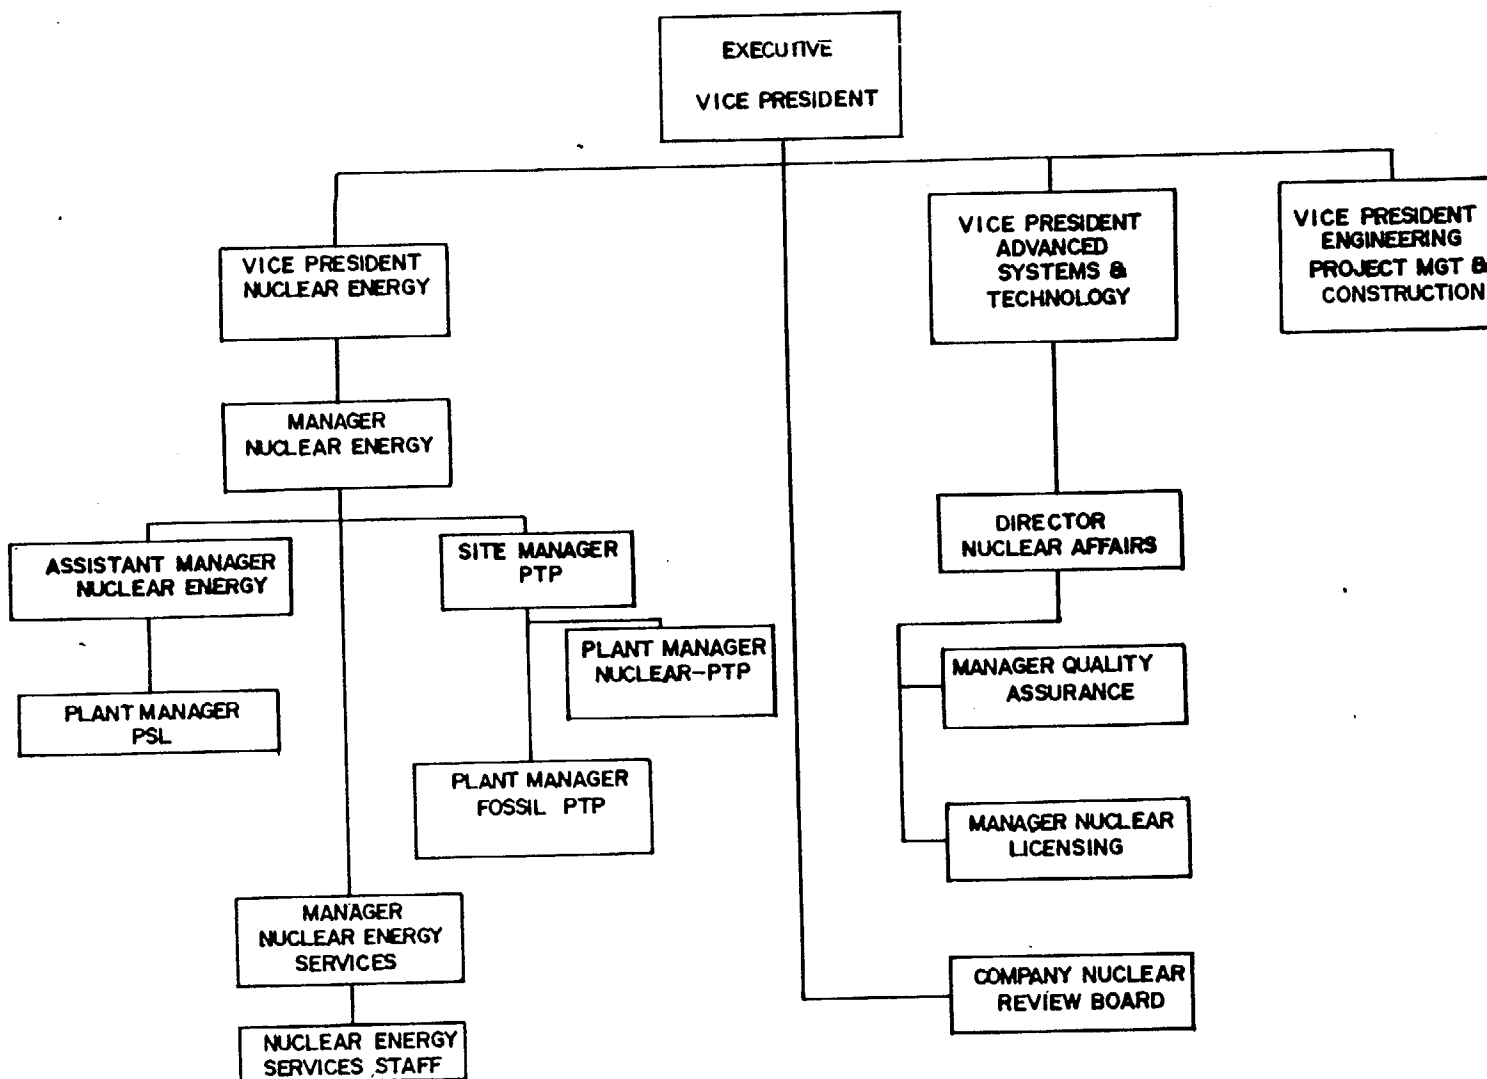 EXECUTIVE
VICE PRESIDENT
VICE PRESIDENT
NUCLEAR ENERGY
VICE PRESIDENT
ADVANCED
SYSTEMS &
TECHNOLOGY
VICE PRESIDENT
ENGINEERING
PROJECT MGT &
CONSTRUCTION
MANAGER
NUCLEAR ENERGY
DIRECTOR
NUCLEAR AFFAIRS
ASSISTANT MANAGER
NUCLEAR ENERGY
SITE MANAGER
PTP
PLANT MANAGER
NUCLEAR-PTP
MANAGER QUALITY
ASSURANCE
PLANT MANAGER
PSL
PLANT MANAGER
FOSSIL PTP
MANAGER NUCLEAR
LICENSING
MANAGER
NUCLEAR ENERGY
SERVICES
COMPANY NUCLEAR
REVIEW BOARD
NUCLEAR ENERGY
SERVICES STAFF